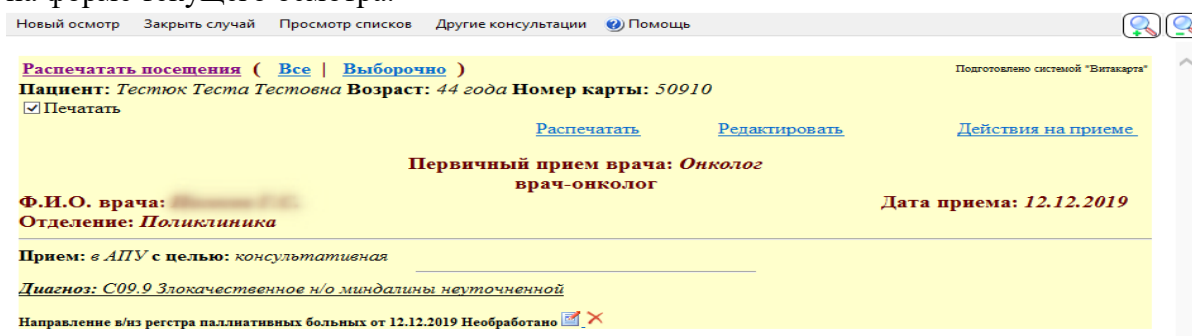 на форме текущего осмотра.
Новый осмотр Закрыть случай Просмотр списков Другие консультации Помощь
Распечатать посещения ( Все | Выборочно ) Подготовлено системой "Витакарта"
Пациент: Тестюк Теста Тестовна Возраст: 44 года Номер карты: 50910
Печатать
Распечатать Редактировать Действия на приеме
Первичный прием врача: Онколог
врач-онколог
Ф.И.О. врача:
Отделение: Поликлиника Дата приема: 12.12.2019
Прием: в АПУ с целью: консультативная
Диагноз: C09.9 Злокачественное н/о миндалины неуточненной
Направление в/из регстра паллиативных больных от 12.12.2019 Необработано